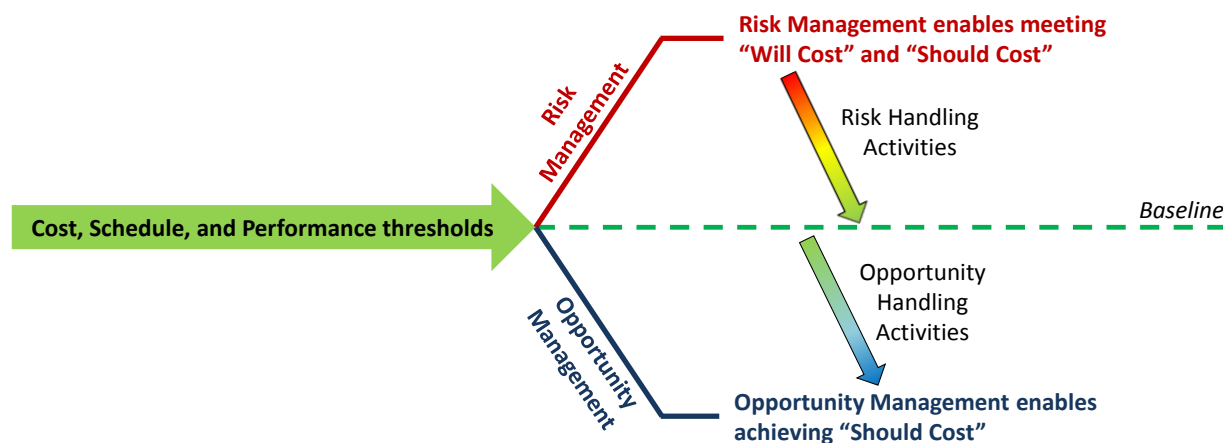 Risk Management enables meeting
“Will Cost” and “Should Cost”
Risk
Management
Risk Handling
Activities
Cost, Schedule, and Performance thresholds
Baseline
Opportunity
Handling
Activities
Opportunity
Management
Opportunity Management enables
achieving “Should Cost”